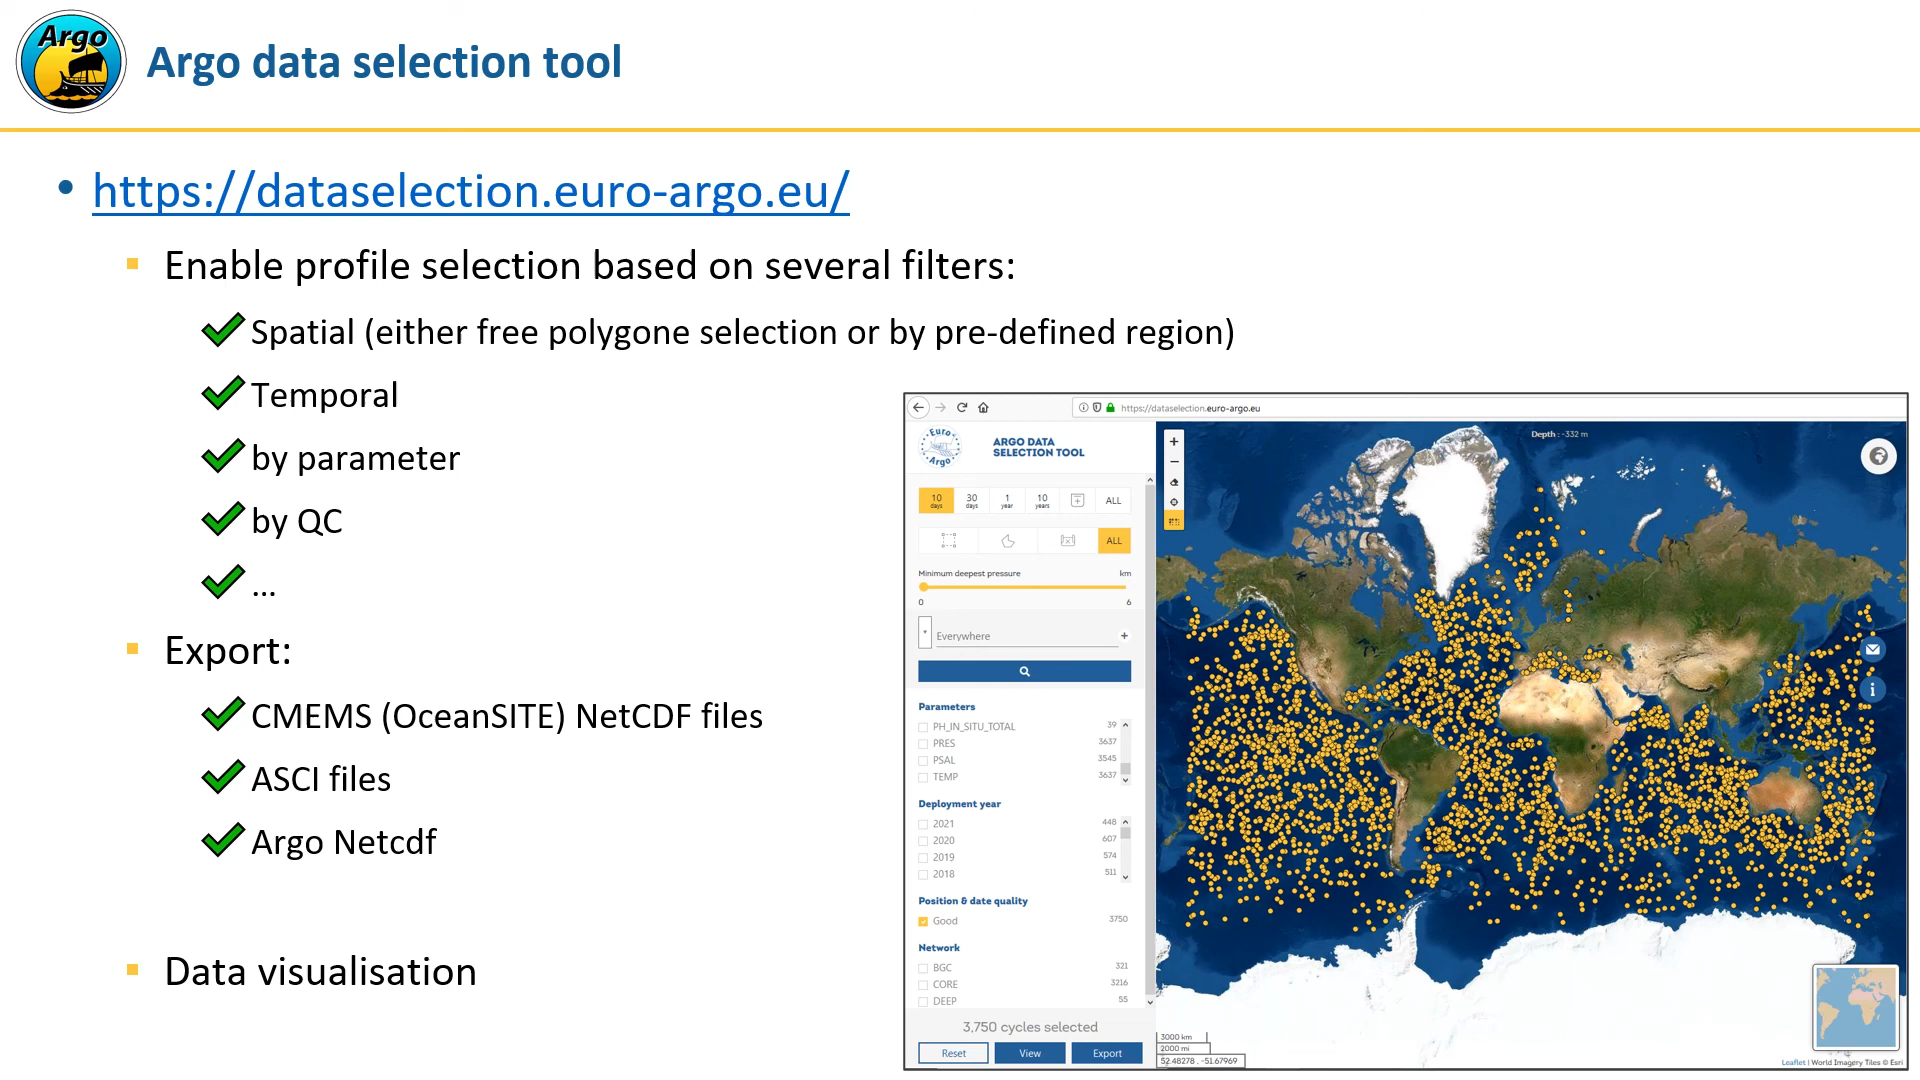 Argo
Argo data selection tool
• https://dataselection.euro-argo.eu/
▪ Enable profile selection based on several filters:
✔ Spatial (either free polygone selection or by pre-defined region)
✔ Temporal
✔ by parameter
✔ by QC
✔ ...
▪ Export:
✔ CMEMS (OceanSITE) NetCDF files
✔ ASCI files
✔ Argo Netcdf
▪ Data visualisation
https://dataselection.euro-argo.eu
Euro Argo
ARGO DATA
SELECTION TOOL
10 days 30 days 1 year 10 years ALL
ALL
Minimum deepest pressure km
0 6
Everywhere +
Parameters
PH_IN_SITU_TOTAL 39
PRES 3637
PSAL 3545
TEMP 3637
Deployment year
2021 448
2020 607
2019 574
2018 511
Position & date quality
Good 3750
Network
BGC 321
CORE 3216
DEEP 55
3,750 cycles selected
Reset View Export
+
−
Depth : -332 m
i
3000 km
2000 mi
52.48278 , -51.67969
Leaflet | World Imagery Tiles © Esri